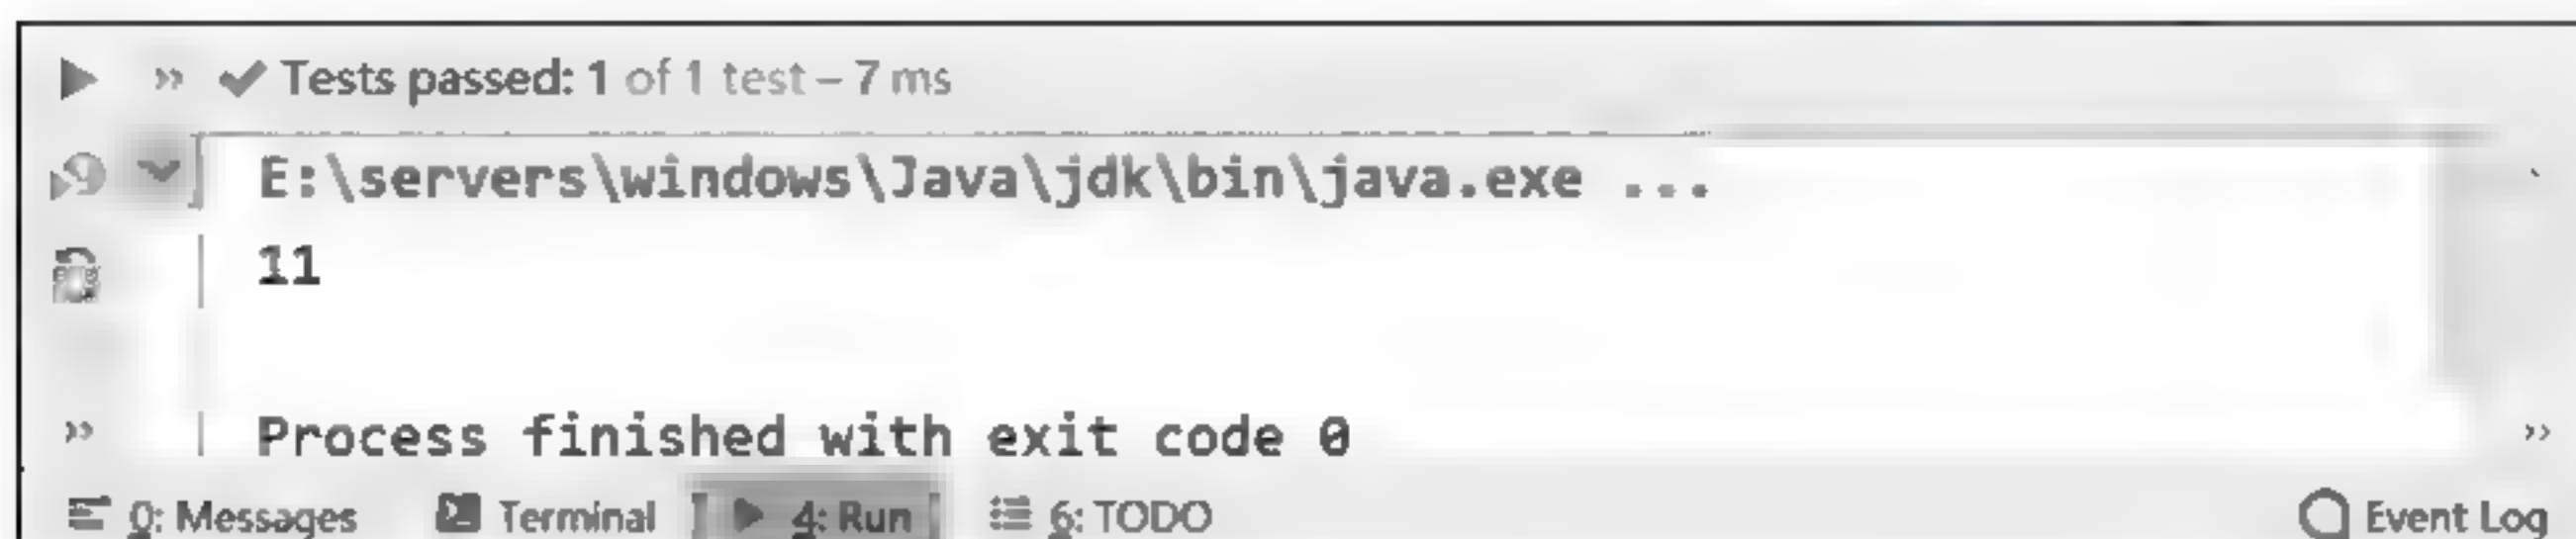 Tests passed: 1 of 1 test – 7 ms
E:\servers\windows\Java\jdk\bin\java.exe ...
11
Process finished with exit code 0
0: Messages Terminal 4: Run 6: TODO Event Log